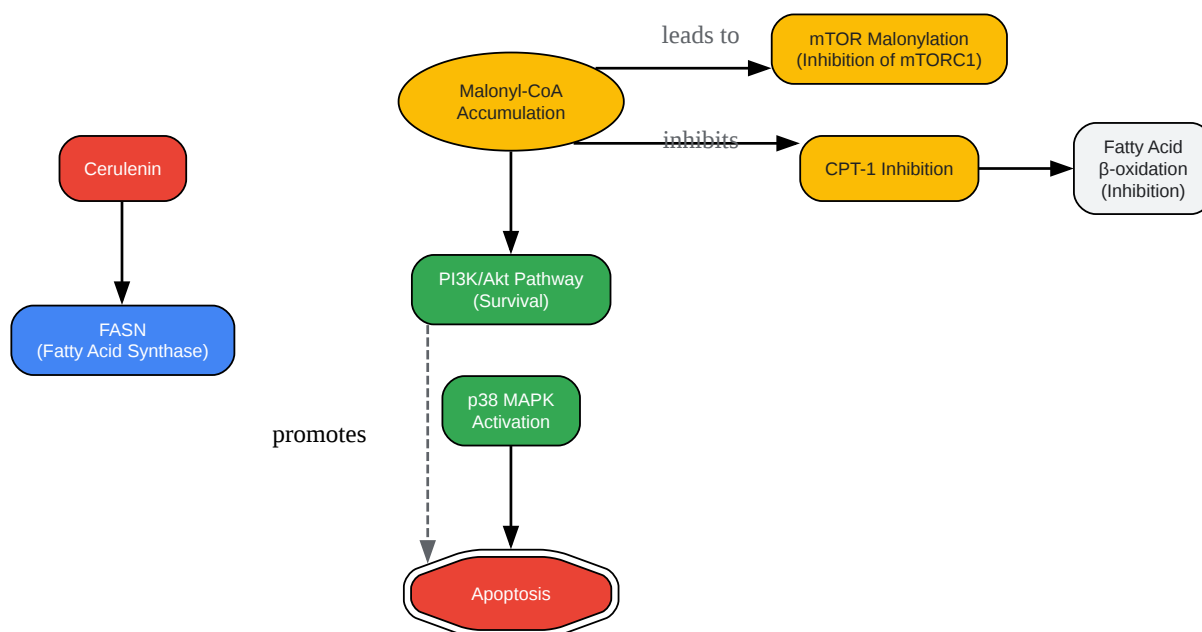 leads to
mTOR Malonylation
(Inhibition of mTORC1)
Malonyl-CoA
Accumulation
inhibits
Cerulenin
CPT-1 Inhibition
Fatty Acid
β-oxidation
(Inhibition)
PI3K/Akt Pathway
(Survival)
FASN
(Fatty Acid Synthase)
p38 MAPK
Activation
promotes
Apoptosis